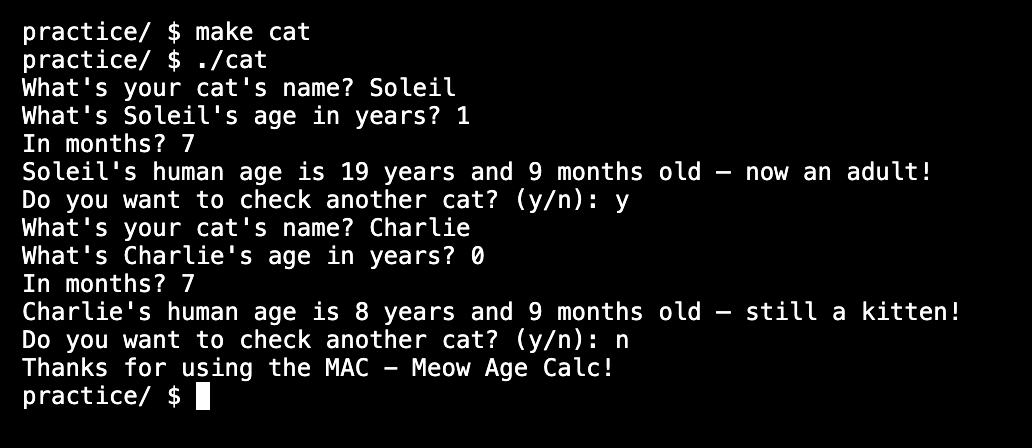 practice/ $ make cat
practice/ $ ./cat
What's your cat's name? Soleil
What's Soleil's age in years? 1
In months? 7
Soleil's human age is 19 years and 9 months old – now an adult!
Do you want to check another cat? (y/n): y
What's your cat's name? Charlie
What's Charlie's age in years? 0
In months? 7
Charlie's human age is 8 years and 9 months old – still a kitten!
Do you want to check another cat? (y/n): n
Thanks for using the MAC – Meow Age Calc!
practice/ $